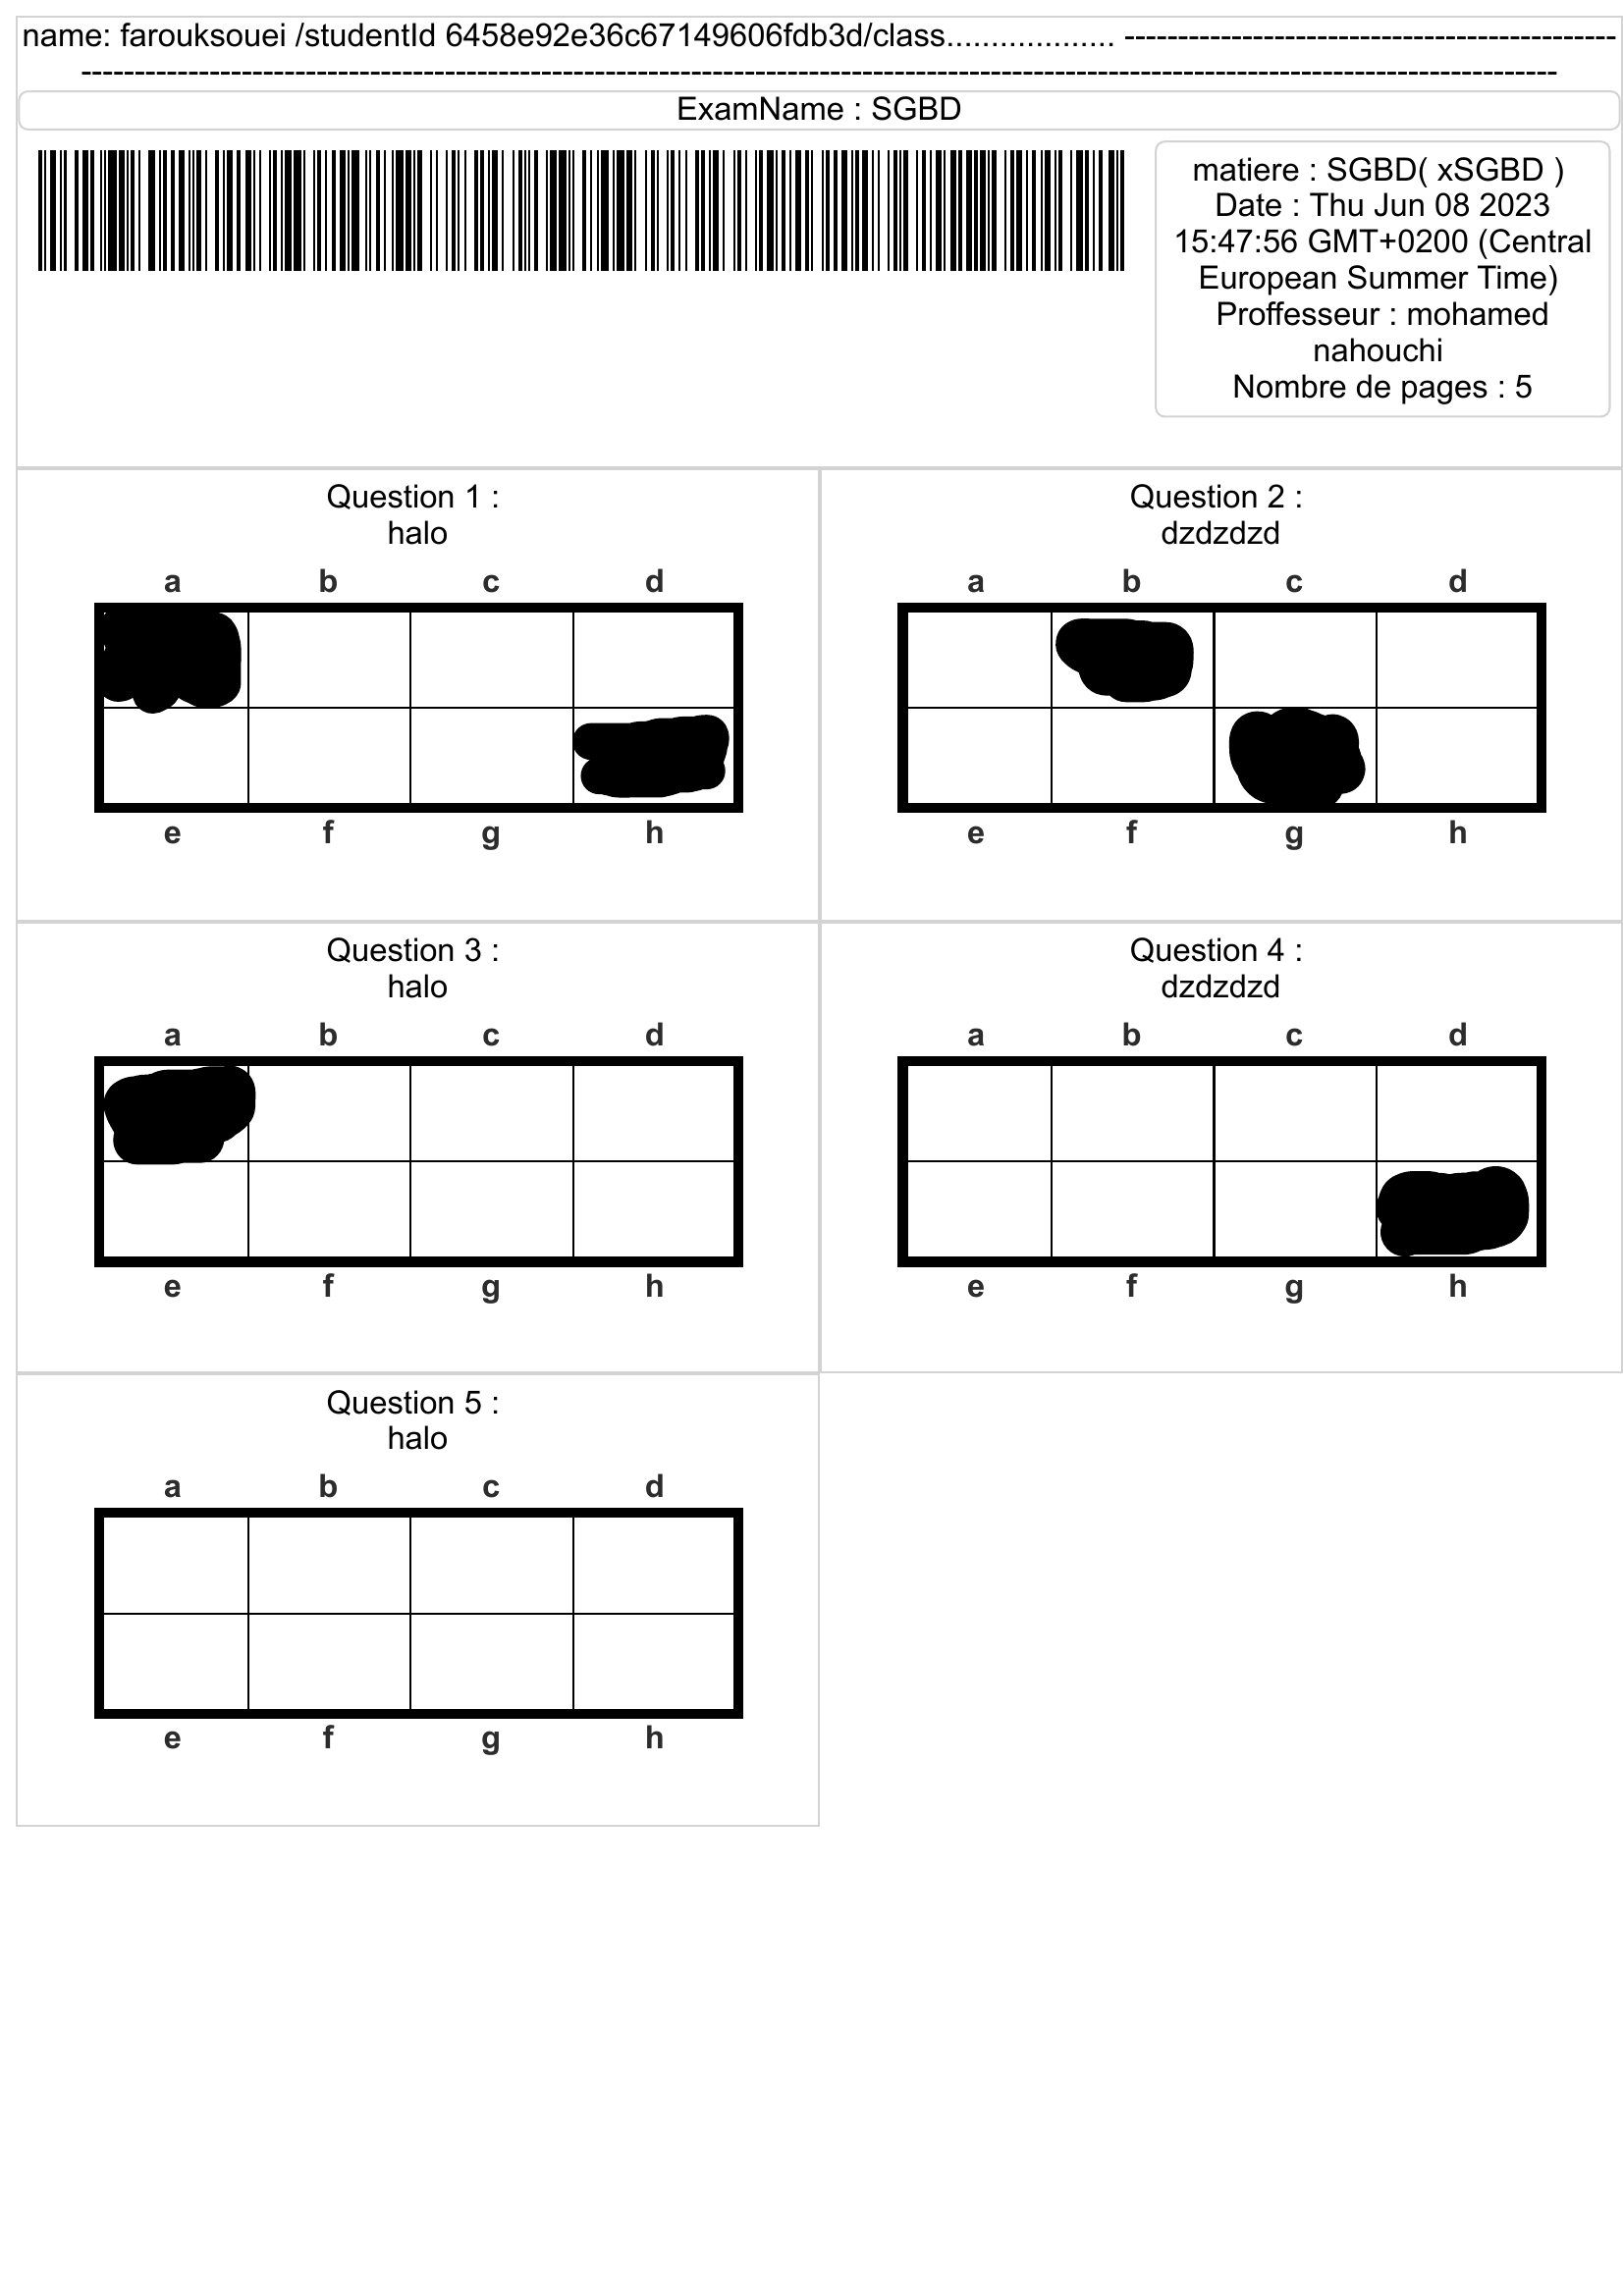 name: farouksouei /studentId 6458e92e36c67149606fdb3d/class................... ----------------------------------------------
------------------------------------------------------------------------------------------------------------------------------------------
ExamName : SGBD
matiere : SGBD( xSGBD )
Date : Thu Jun 08 2023
15:47:56 GMT+0200 (Central
European Summer Time)
Proffesseur : mohamed
nahouchi
Nombre de pages : 5
Question 1 :
halo
a b c d
e f g h
Question 2 :
dzdzdzd
a b c d
e f g h
Question 3 :
halo
a b c d
e f g h
Question 4 :
dzdzdzd
a b c d
e f g h
Question 5 :
halo
a b c d
e f g h